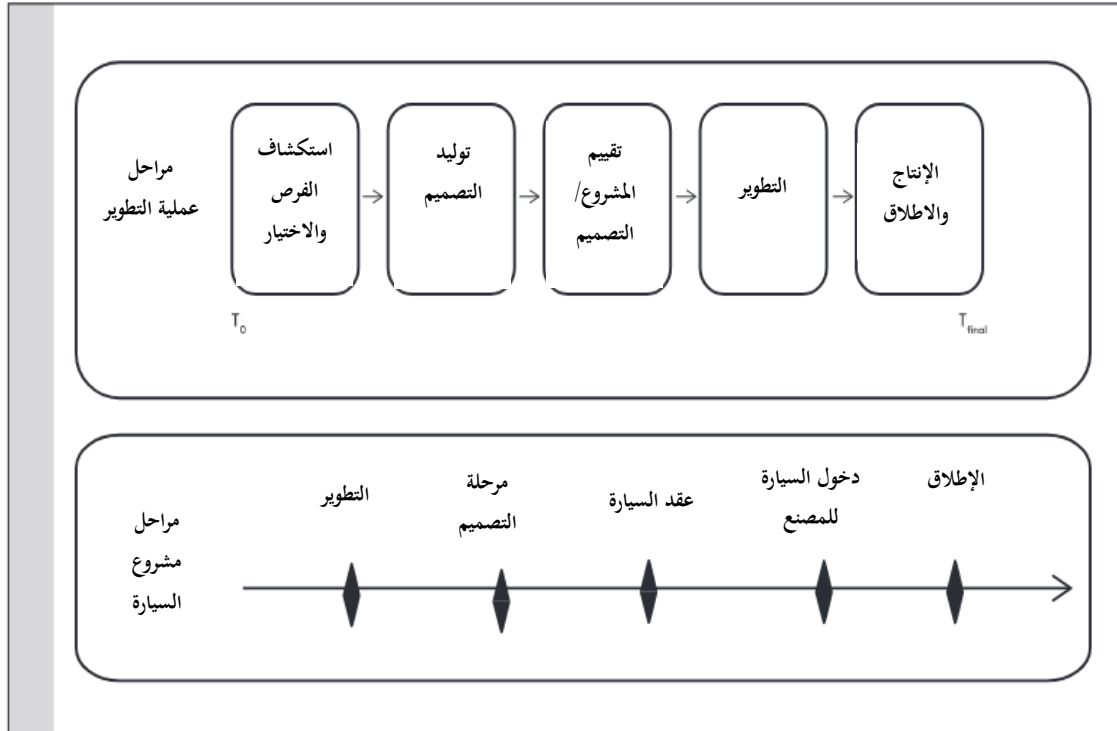 مراحل
عملية التطوير
استكشاف
الفرص
والاختيار
توليد
التصميم
تقييم
المشروع/
التصميم
التطوير
الإنتاج
والاطلاق
T0
Tfinal
مراحل
مشروع
السيارة
التطوير
مرحلة
التصميم
عقد السيارة
دخول السيارة
للمصنع
الإطلاق